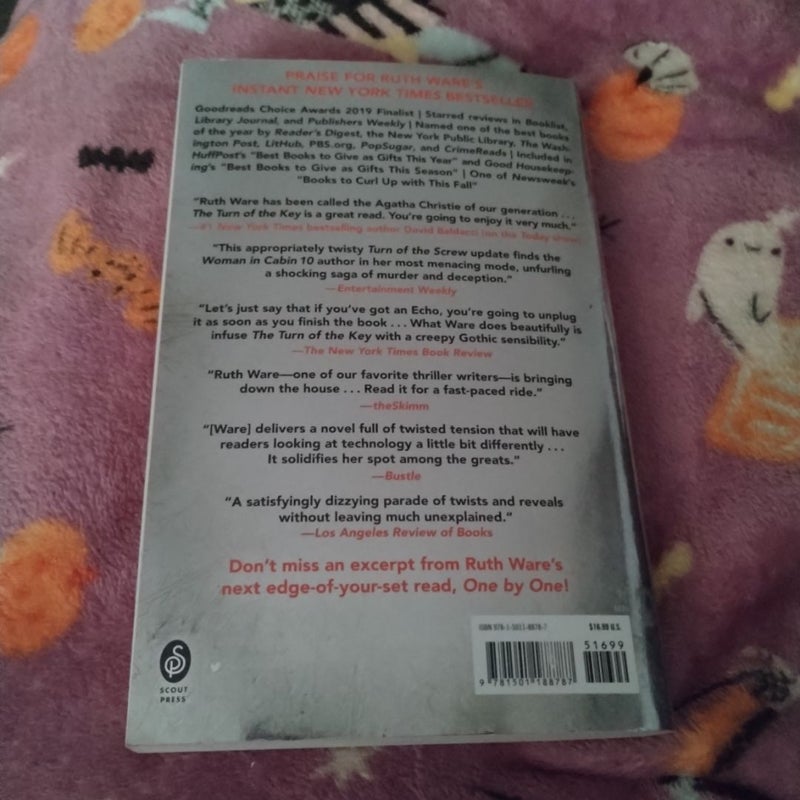 PRAISE FOR RUTH WARE'S
INSTANT NEW YORK TIMES BESTSELLER
Goodreads Choice Awards 2019 Finalist | Starred reviews in Booklist,
Library Journal, and Publishers Weekly | Named one of the best books
of the year by Reader's Digest, the New York Public Library, The Wash-
ington Post, LitHub, PBS.org, PopSugar, and CrimeReads | Included in
HuffPost's "Best Books to Give as Gifts This Year" and Good Housekeep-
ing's "Best Books to Give as Gifts This Season" | One of Newsweek's
"Books to Curl Up with This Fall"
"Ruth Ware has been called the Agatha Christie of our generation . . .
The Turn of the Key is a great read. You're going to enjoy it very much."
—#1 New York Times bestselling author David Baldacci (on the Today show)
"This appropriately twisty Turn of the Screw update finds the
Woman in Cabin 10 author in her most menacing mode, unfurling
a shocking saga of murder and deception."
—Entertainment Weekly
"Let's just say that if you've got an Echo, you're going to unplug
it as soon as you finish the book . . . What Ware does beautifully is
infuse The Turn of the Key with a creepy Gothic sensibility."
—The New York Times Book Review
"Ruth Ware—one of our favorite thriller writers—is bringing
down the house . . . Read it for a fast-paced ride."
—theSkimm
"[Ware] delivers a novel full of twisted tension that will have
readers looking at technology a little bit differently . . .
It solidifies her spot among the greats."
—Bustle
"A satisfyingly dizzying parade of twists and reveals
without leaving much unexplained."
—Los Angeles Review of Books
Don't miss an excerpt from Ruth Ware's
next edge-of-your-set read, One by One!
ISBN 978-1-5011-8878-7 $16.99 U.S.
51699
9 781501 188787
SCOUT
PRESS